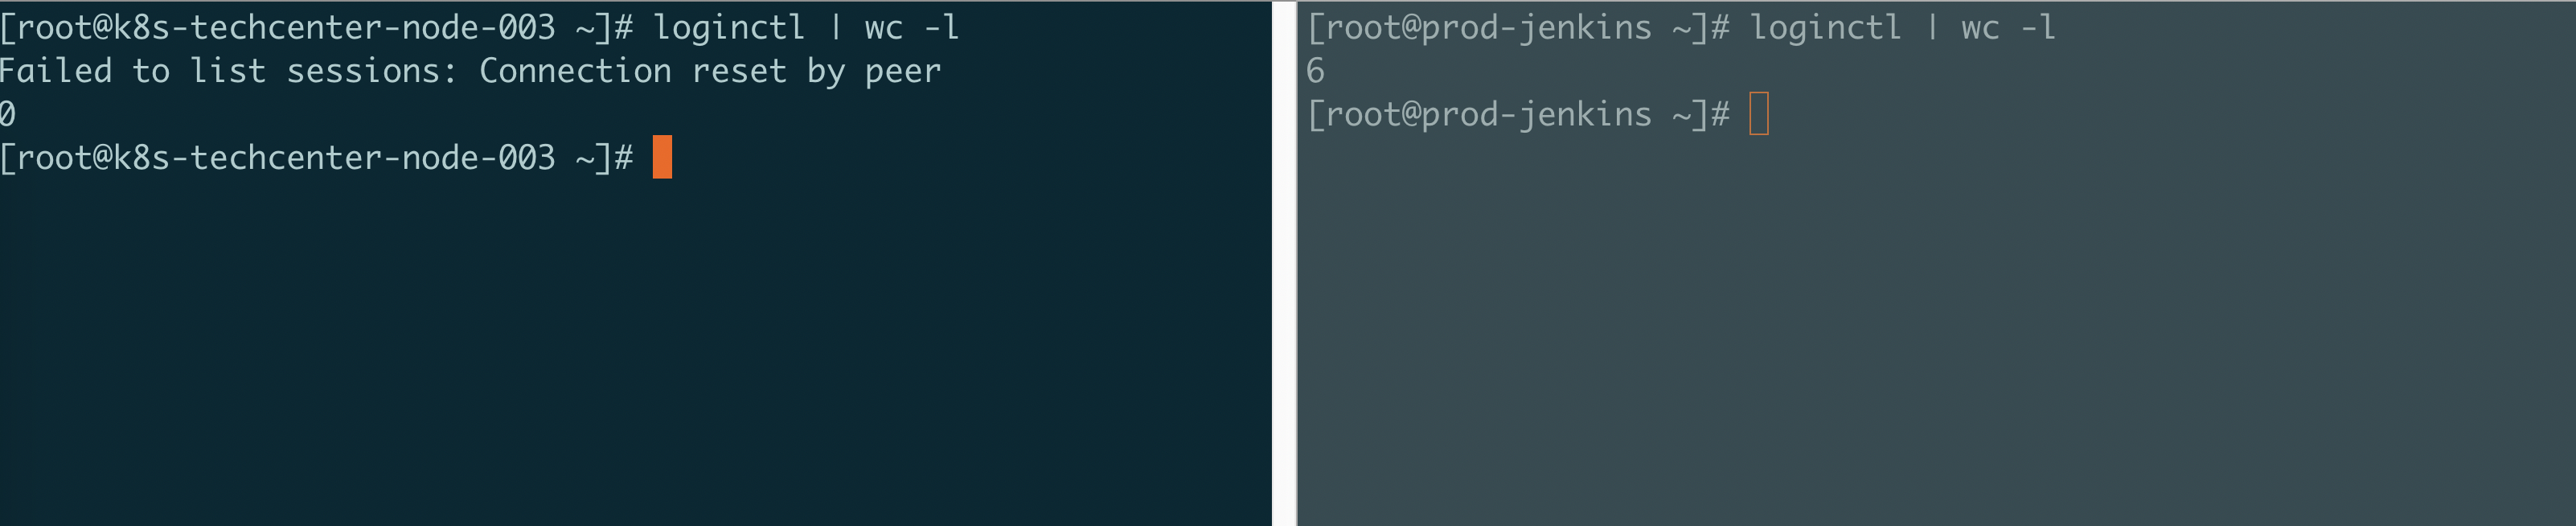 [root@k8s-techcenter-node-003 ~]# loginctl | wc -l
Failed to list sessions: Connection reset by peer
0
[root@k8s-techcenter-node-003 ~]#
[root@prod-jenkins ~]# loginctl | wc -l
6
[root@prod-jenkins ~]#